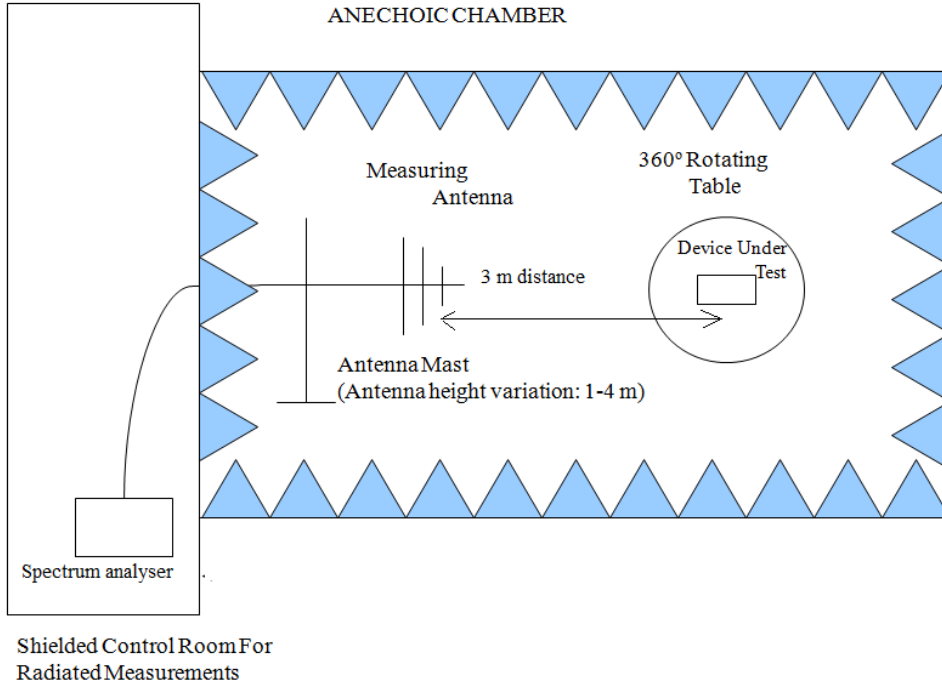 ANECHOIC CHAMBER
Measuring
Antenna
360° Rotating
Table
Device Under
Test
3 m distance
Antenna Mast
(Antenna height variation: 1-4 m)
Spectrum analyser
Shielded Control Room For
Radiated Measurements